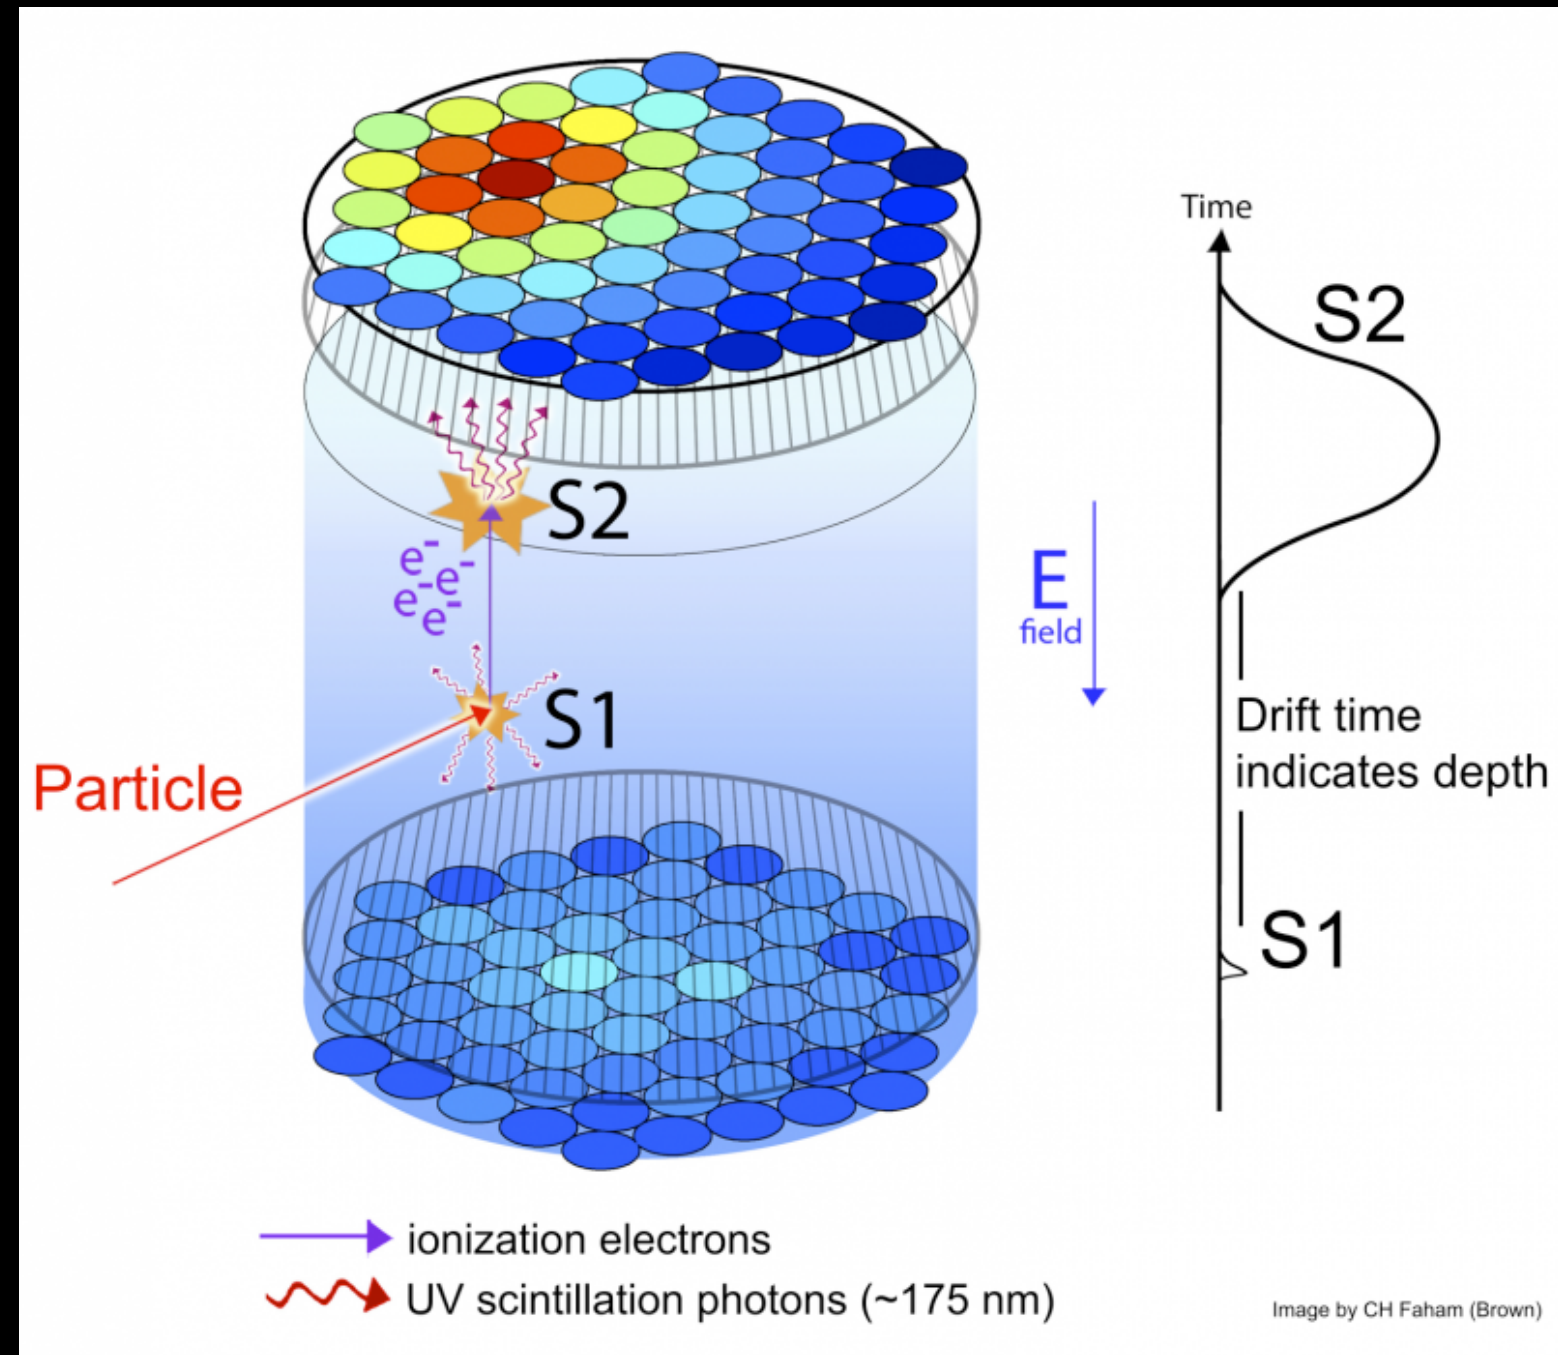 Time
S2
S2
e-
e-
e-
e-
E
field
Drift time
indicates depth
S1
Particle
S1
ionization electrons
UV scintillation photons (~175 nm)
Image by CH Faham (Brown)